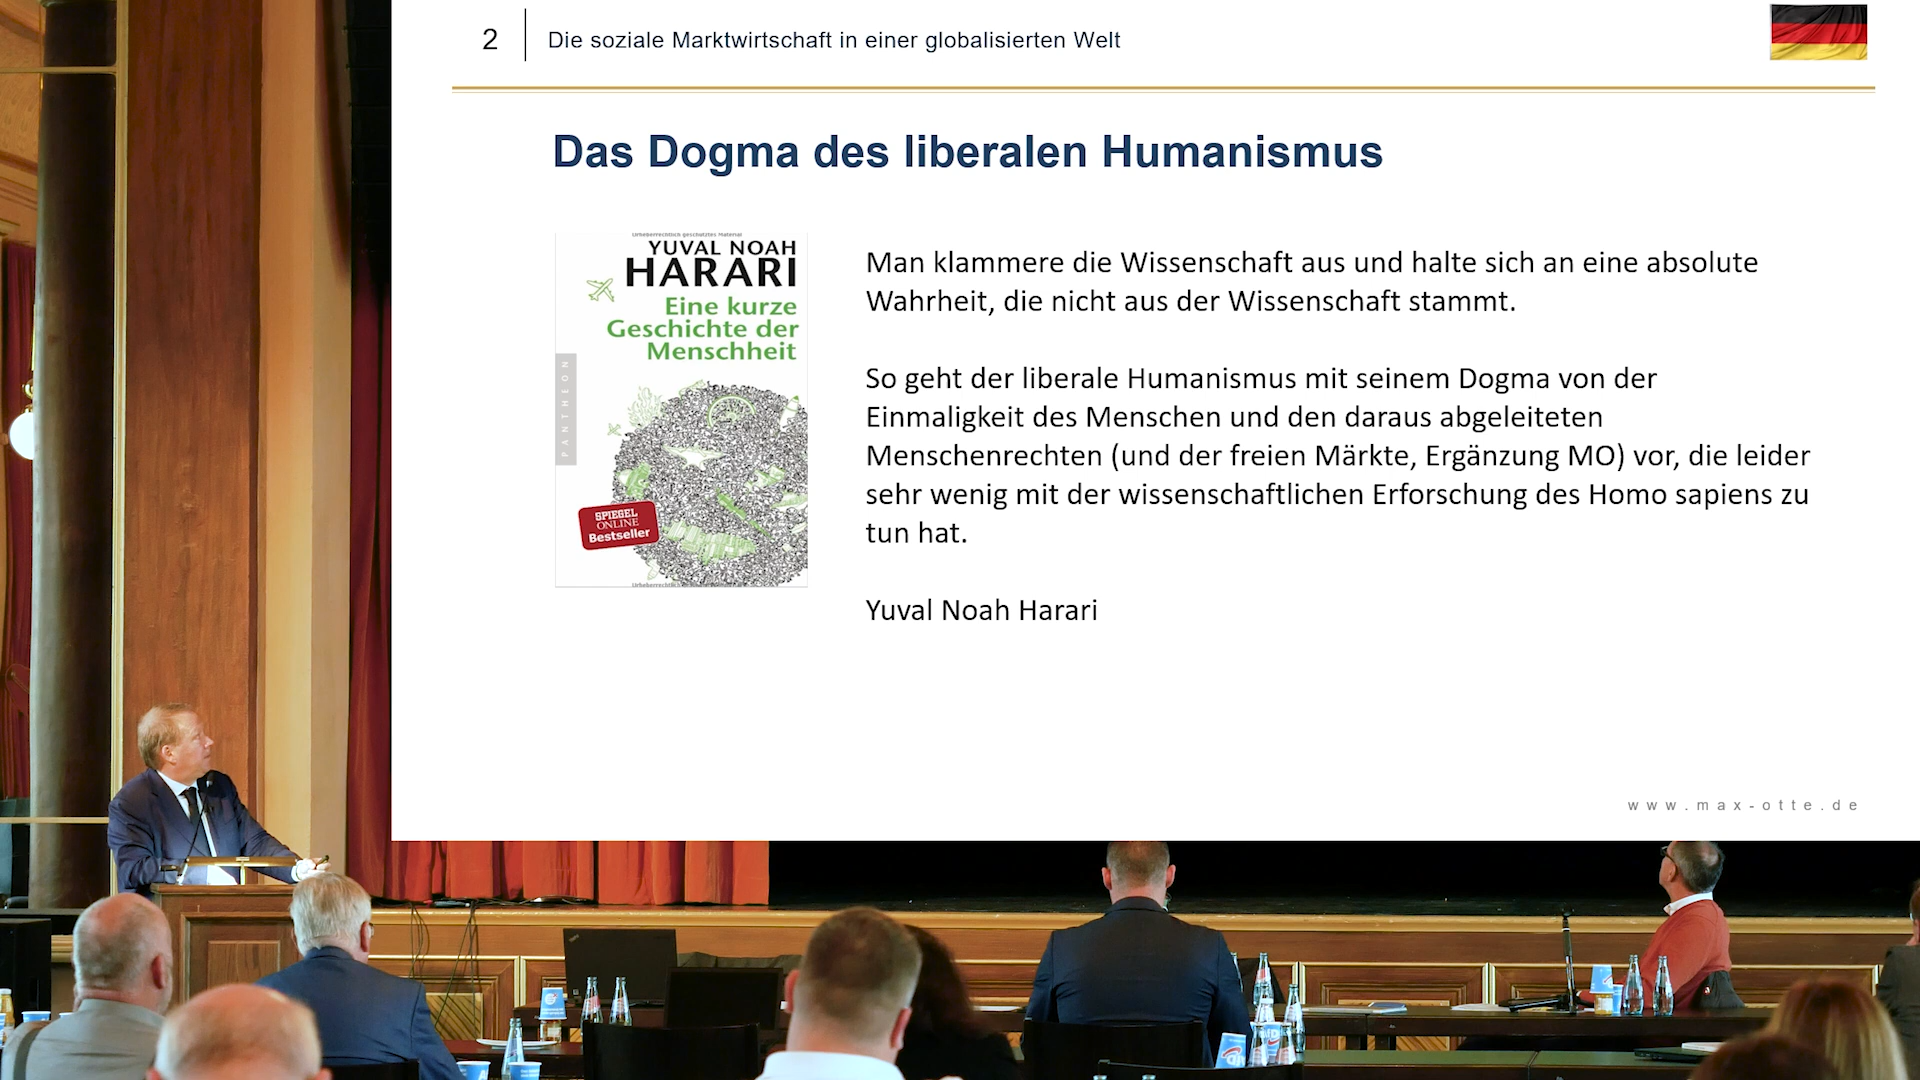 2
Die soziale Marktwirtschaft in einer globalisierten Welt
Das Dogma des liberalen Humanismus
Urheberrechtlich geschütztes Material
YUVAL NOAH
HARARI
Eine kurze
Geschichte der
Menschheit
PANTHEON
SPIEGEL
ONLINE
Bestseller
Man klammere die Wissenschaft aus und halte sich an eine absolute
Wahrheit, die nicht aus der Wissenschaft stammt.
So geht der liberale Humanismus mit seinem Dogma von der
Einmaligkeit des Menschen und den daraus abgeleiteten
Menschenrechten (und der freien Märkte, Ergänzung MO) vor, die leider
sehr wenig mit der wissenschaftlichen Erforschung des Homo sapiens zu
tun hat.
Yuval Noah Harari
www.max-otte.de